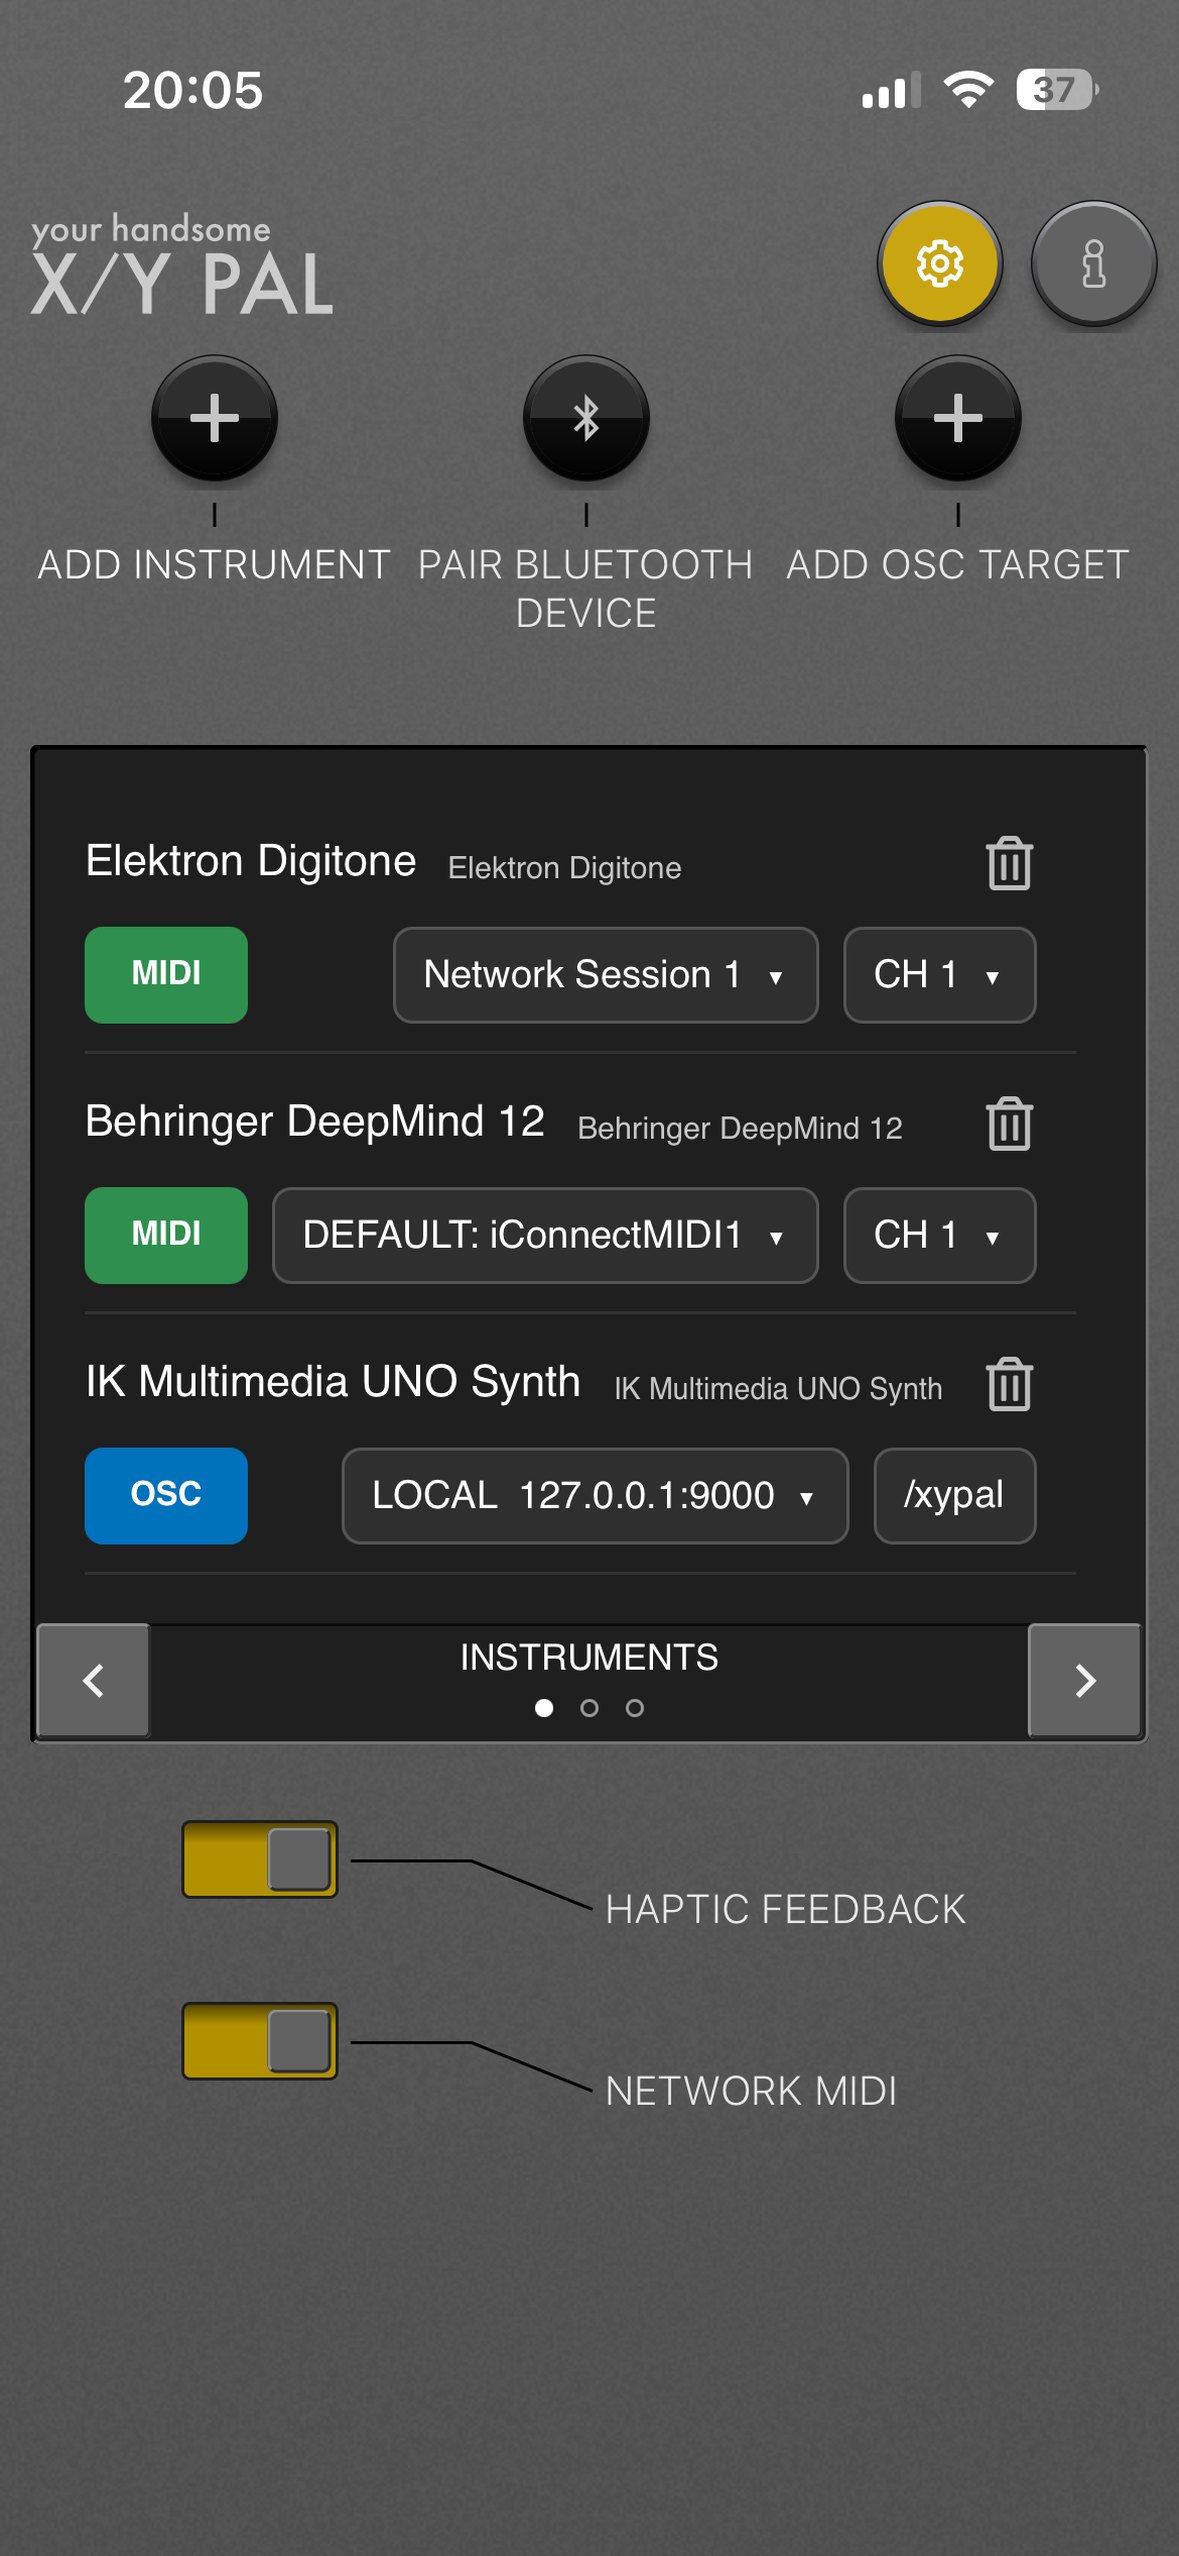 20:05
37
your handsome
X/Y PAL
ADD INSTRUMENT
PAIR BLUETOOTH
DEVICE
ADD OSC TARGET
Elektron Digitone Elektron Digitone
MIDI Network Session 1 ▼ CH 1 ▼
Behringer DeepMind 12 Behringer DeepMind 12
MIDI DEFAULT: iConnectMIDI1 ▼ CH 1 ▼
IK Multimedia UNO Synth IK Multimedia UNO Synth
OSC LOCAL 127.0.0.1:9000 ▼ /xypal
INSTRUMENTS
HAPTIC FEEDBACK
NETWORK MIDI